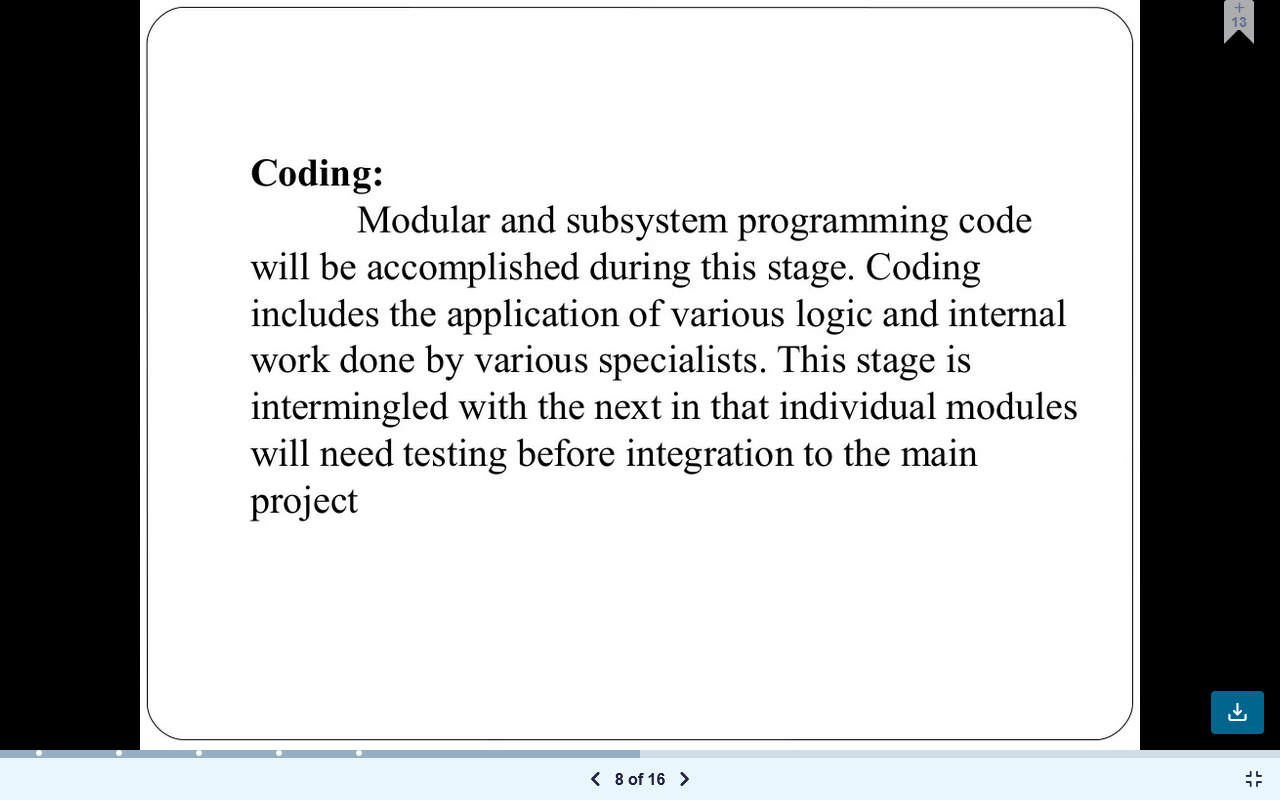 +
13
Coding:
Modular and subsystem programming code
will be accomplished during this stage. Coding
includes the application of various logic and internal
work done by various specialists. This stage is
intermingled with the next in that individual modules
will need testing before integration to the main
project
8 of 16